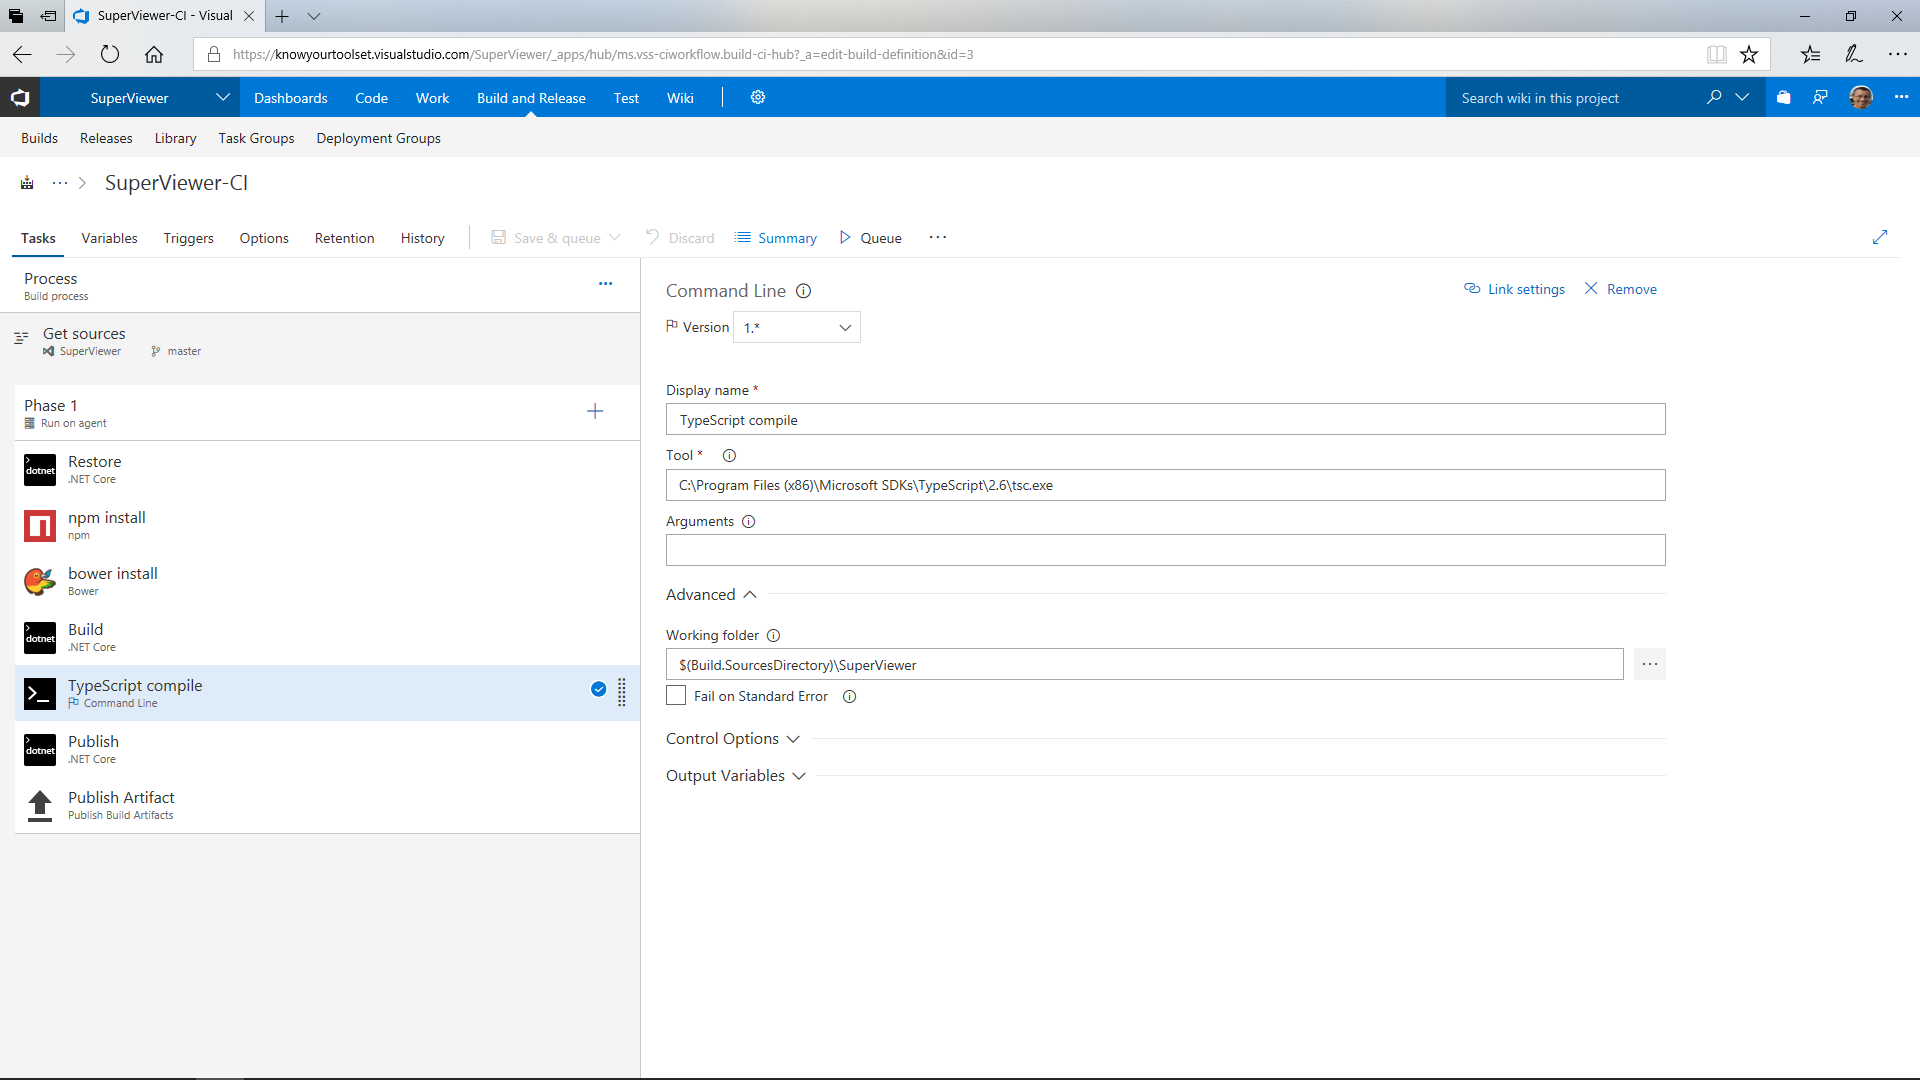 SuperViewer-CI - Visual
https://knowyourtoolset.visualstudio.com/SuperViewer/_apps/hub/ms.vss-ciworkflow.build-ci-hub?_a=edit-build-definition&id=3
SuperViewer Dashboards Code Work Build and Release Test Wiki Search wiki in this project
Builds Releases Library Task Groups Deployment Groups
SuperViewer-CI
Tasks Variables Triggers Options Retention History Save & queue Discard Summary Queue
Process
Build process
Get sources
SuperViewer master
Phase 1
Run on agent
dotnet Restore
.NET Core
npm install
npm
bower install
Bower
dotnet Build
.NET Core
TypeScript compile
Command Line
dotnet Publish
.NET Core
Publish Artifact
Publish Build Artifacts
Command Line Link settings Remove
Version 1.*
Display name *
TypeScript compile
Tool *
C:\Program Files (x86)\Microsoft SDKs\TypeScript\2.6\tsc.exe
Arguments
Advanced
Working folder
$(Build.SourcesDirectory)\SuperViewer
Fail on Standard Error
Control Options
Output Variables